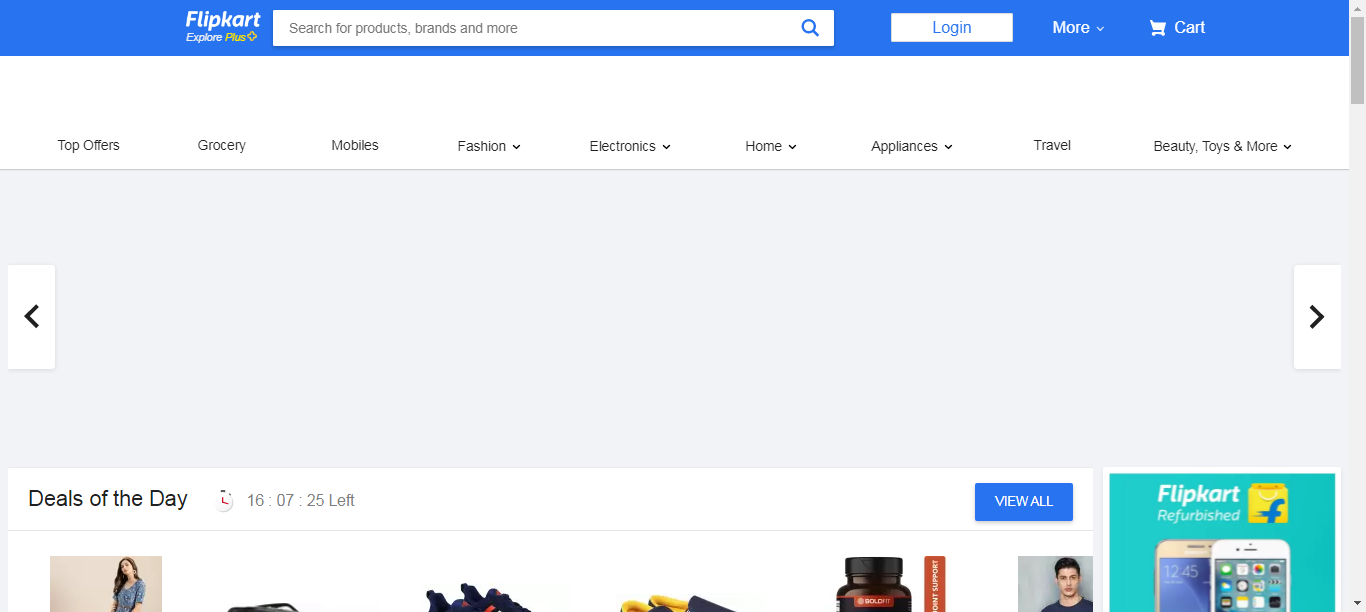 Flipkart
Explore Plus
Search for products, brands and more
Login
More
Cart
Top Offers
Grocery
Mobiles
Fashion
Electronics
Home
Appliances
Travel
Beauty, Toys & More
Deals of the Day
16 : 07 : 25 Left
VIEW ALL
Flipkart
Refurbished
12:45
BOLDFIT
JOINT SUPPORT